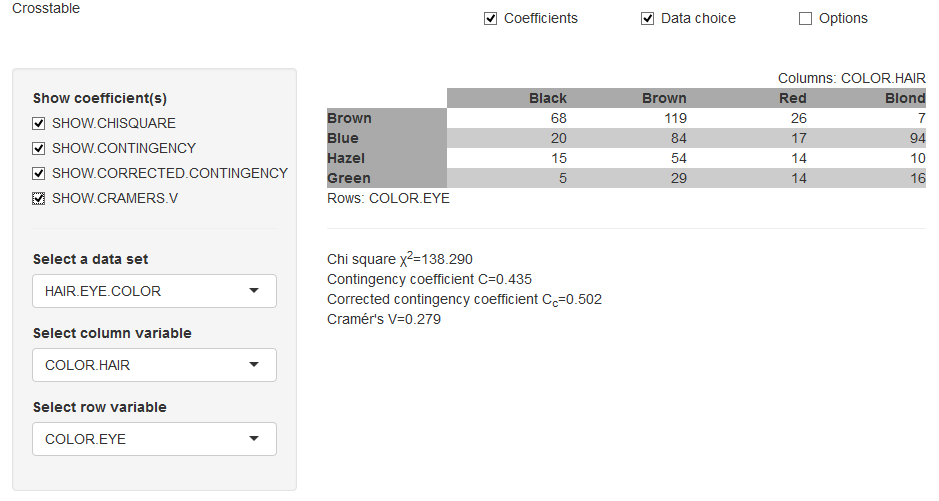 Crosstable
Coefficients Data choice Options
Show coefficient(s)
SHOW.CHISQUARE
SHOW.CONTINGENCY
SHOW.CORRECTED.CONTINGENCY
SHOW.CRAMERS.V
Select a data set
HAIR.EYE.COLOR
Select column variable
COLOR.HAIR
Select row variable
COLOR.EYE
Columns: COLOR.HAIR
Black Brown Red Blond
Brown 68 119 26 7
Blue 20 84 17 94
Hazel 15 54 14 10
Green 5 29 14 16
Rows: COLOR.EYE
Chi square χ²=138.290
Contingency coefficient C=0.435
Corrected contingency coefficient Cc=0.502
Cramér's V=0.279